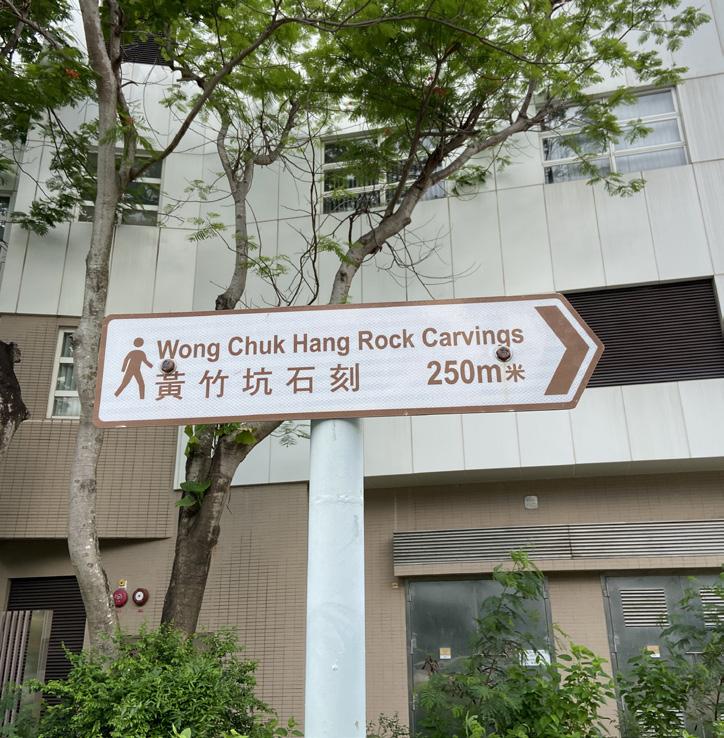 Wong Chuk Hang Rock Carvings
黃竹坑石刻 250m米